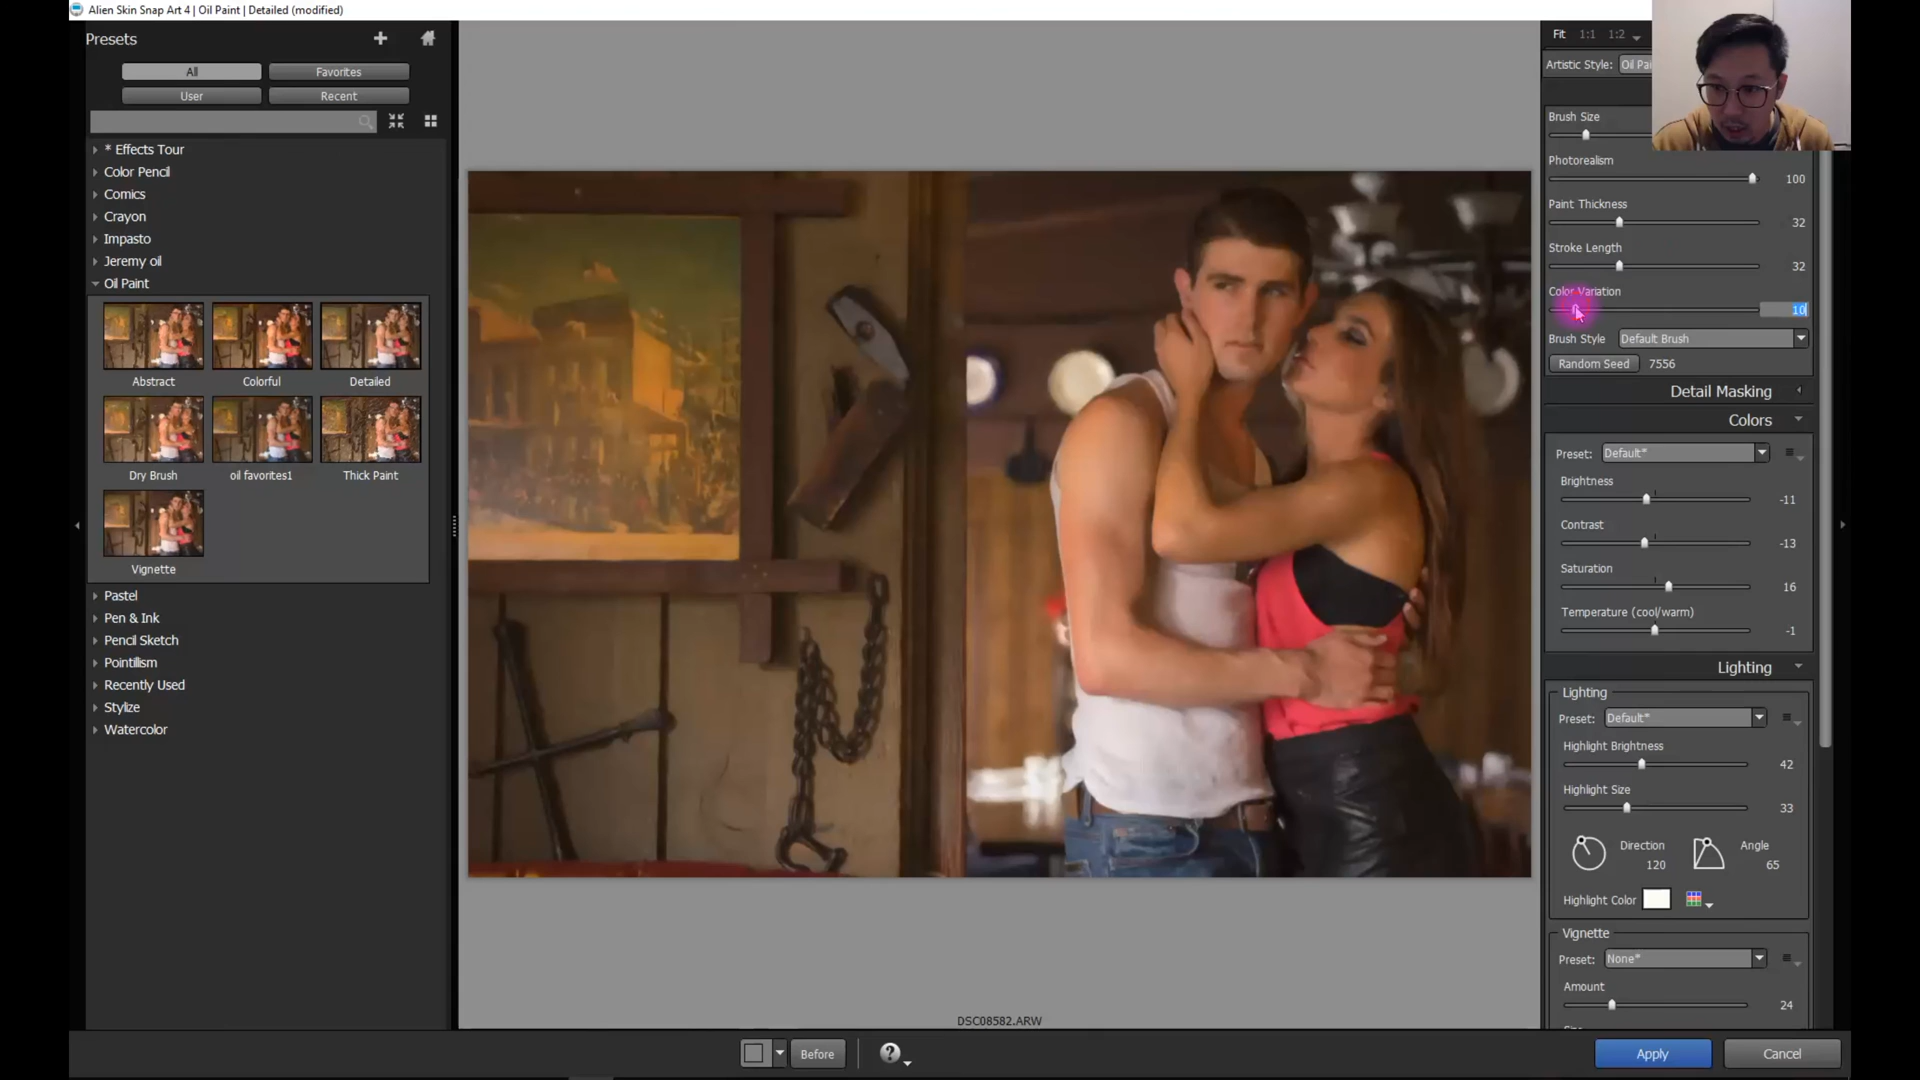 Alien Skin Snap Art 4 | Oil Paint | Detailed (modified)
Presets
All
Favorites
User
Recent
* Effects Tour
Color Pencil
Comics
Crayon
Impasto
Jeremy oil
Oil Paint
Abstract
Colorful
Detailed
Dry Brush
oil favorites1
Thick Paint
Vignette
Pastel
Pen & Ink
Pencil Sketch
Pointillism
Recently Used
Stylize
Watercolor
DSC08582.ARW
Before
Fit 1:1 1:2
Artistic Style: Oil
Brush Size
Photorealism
100
Paint Thickness
32
Stroke Length
32
Color Variation
10
Brush Style Default Brush
Random Seed 7556
Detail Masking
Colors
Preset: Default*
Brightness
-11
Contrast
-13
Saturation
16
Temperature (cool/warm)
-1
Lighting
Lighting
Preset: Default*
Highlight Brightness
42
Highlight Size
33
Direction
120
Angle
65
Highlight Color
Vignette
Preset: None*
Amount
24
Apply
Cancel